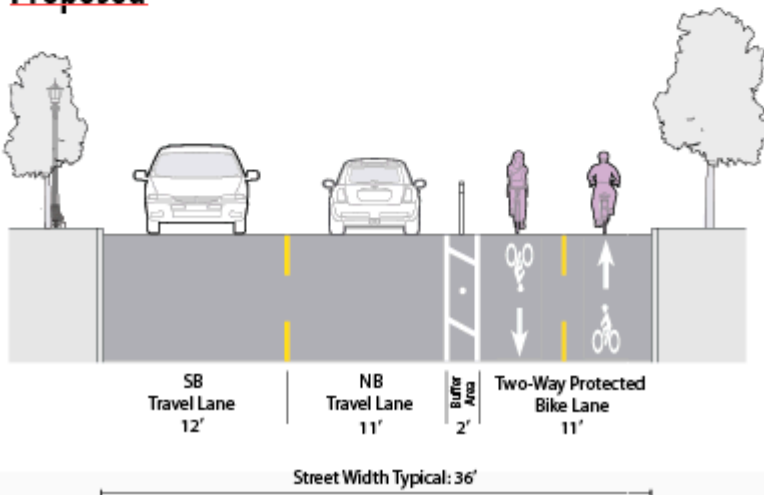 Proposed
SB
Travel Lane
12'
NB
Travel Lane
11'
Buffer
Area
2'
Two-Way Protected
Bike Lane
11'
Street Width Typical: 36'